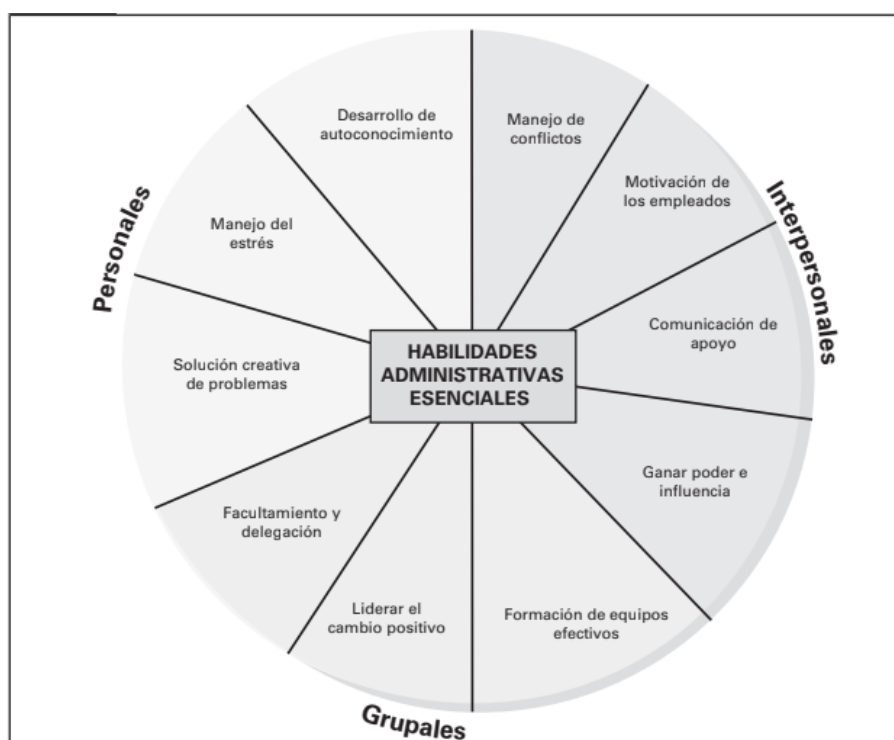 Desarrollo de
autoconocimiento
Manejo de
conflictos
Motivación de
los empleados
Interpersonales
Personales
Manejo del
estrés
Comunicación de
apoyo
HABILIDADES
ADMINISTRATIVAS
ESENCIALES
Solución creativa
de problemas
Ganar poder e
influencia
Facultamiento y
delegación
Liderar el
cambio positivo
Formación de equipos
efectivos
Grupales